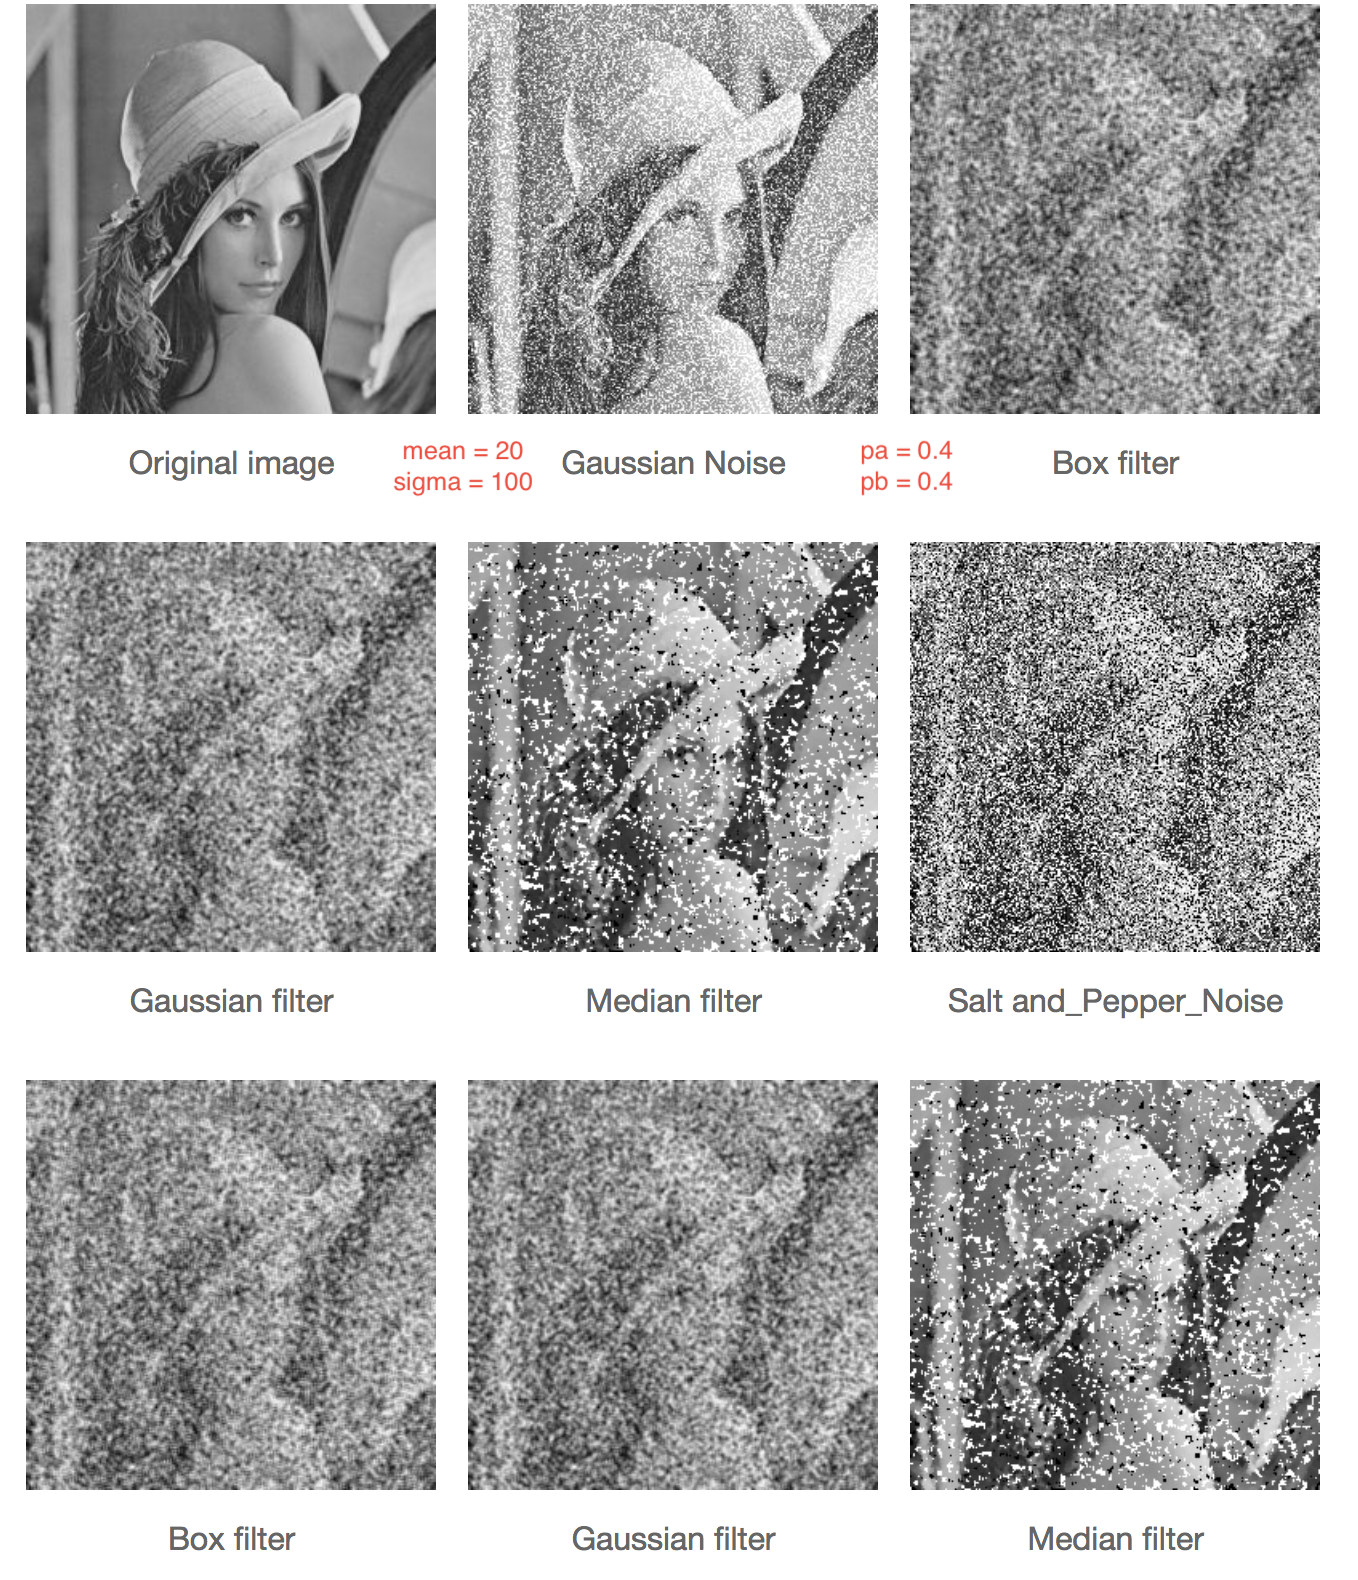 Original image
mean = 20
sigma = 100
Gaussian Noise
pa = 0.4
pb = 0.4
Box filter
Gaussian filter
Median filter
Salt and_Pepper_Noise
Box filter
Gaussian filter
Median filter